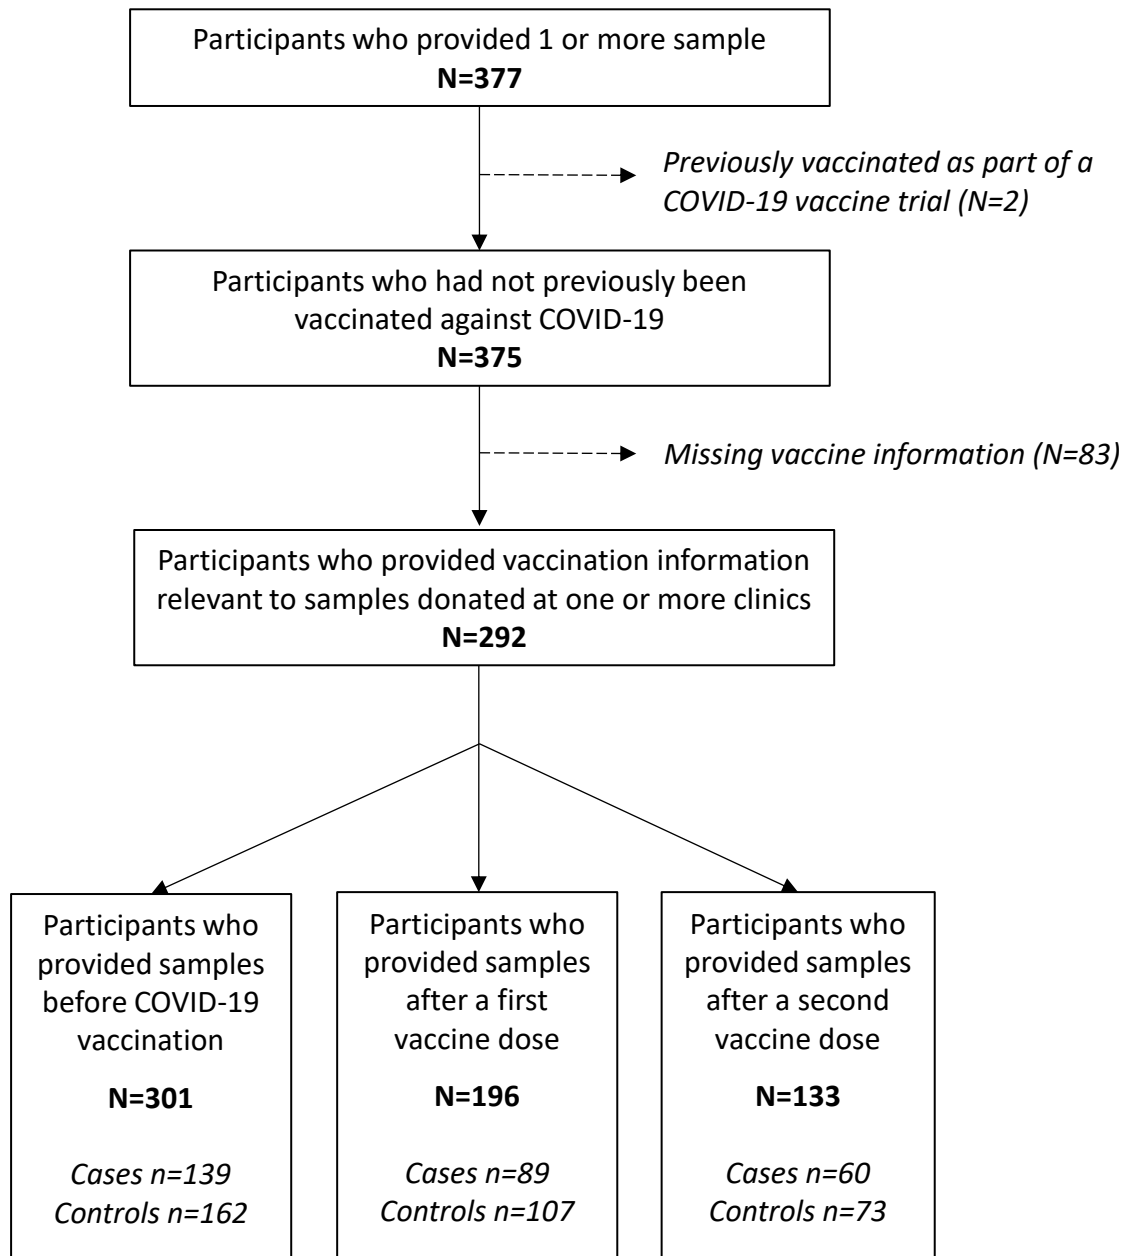 Participants who provided 1 or more sample
N=377
Previously vaccinated as part of a
COVID-19 vaccine trial (N=2)
Participants who had not previously been
vaccinated against COVID-19
N=375
Missing vaccine information (N=83)
Participants who provided vaccination information
relevant to samples donated at one or more clinics
N=292
Participants who
provided samples
before COVID-19
vaccination
N=301
Cases n=139
Controls n=162
Participants who
provided samples
after a first
vaccine dose
N=196
Cases n=89
Controls n=107
Participants who
provided samples
after a second
vaccine dose
N=133
Cases n=60
Controls n=73